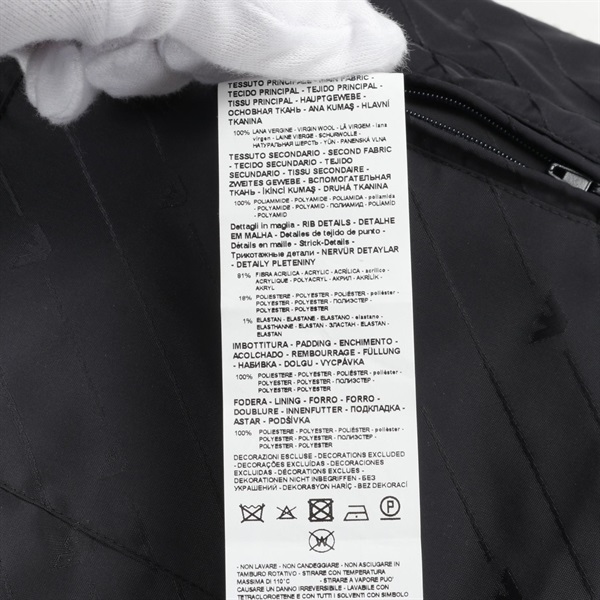 TESSUTO PRINCIPALE - MAIN FABRIC -
TECIDO PRINCIPAL - TEJIDO PRINCIPAL -
TISSU PRINCIPAL - HAUPTGEWEBE -
ОСНОВНАЯ ТКАНЬ - ANA KUMAŞ - HLAVNÍ
TKANINA
100% LANA VERGINE - VIRGIN WOOL - LÃ VIRGEM - lana
virgen - LAINE VIERGE - SCHURWOLLE -
НАТУРАЛЬНАЯ ШЕРСТЬ - YÜN - PANENSKÁ VLNA
TESSUTO SECONDARIO - SECOND FABRIC
- TECIDO SECUNDARIO - TEJIDO
SECUNDARIO - TISSU SECONDAIRE -
ZWEITES GEWEBE - ВСПОМОГАТЕЛЬНАЯ
ТКАНЬ - İKİNCİ KUMAŞ - DRUHÁ TKANINA
100% POLIAMMIDE - POLYAMIDE - POLIAMIDA - poliamida
- POLYAMIDE - POLYAMID - ПОЛИАМИД - POLİAMİD
- POLYAMID
Dettagli in maglia - RIB DETAILS - DETALHE
EM MALHA - Detalles de tejido de punto -
Détails en maille - Strick-Details -
Трикотажные детали - NERVÜR DETAYLAR
- DETAILY PLETENINY
81% FIBRA ACRILICA - ACRYLIC - ACRÍLICA - acrílico -
ACRYLIQUE - POLYACRYL - АКРИЛ - AKRİLİK -
AKRYL
18% POLIESTERE - POLYESTER - POLIÉSTER - poliéster -
POLYESTER - POLYESTER - ПОЛИЭСТЕР -
POLYESTER - POLYESTER
1% ELASTAN - ELASTANE - ELASTANO - elastano -
ELASTHANNE - ELASTAN - ЭЛАСТАН - ELASTAN -
ELASTAN
IMBOTTITURA - PADDING - ENCHIMENTO -
ACOLCHADO - REMBOURRAGE - FÜLLUNG
- НАБИВКА - DOLGU - VYCPÁVKA
100% POLIESTERE - POLYESTER - POLIÉSTER - poliéster -
POLYESTER - POLYESTER - ПОЛИЭСТЕР -
POLYESTER - POLYESTER
FODERA - LINING - FORRO - FORRO -
DOUBLURE - INNENFUTTER - ПОДКЛАДКА -
ASTAR - PODŠÍVKA
100% POLIESTERE - POLYESTER - POLIÉSTER - poliéster -
POLYESTER - POLYESTER - ПОЛИЭСТЕР -
POLYESTER - POLYESTER
DECORAZIONI ESCLUSE - DECORATIONS EXCLUDED
- DECORAÇÕES EXCLUÍDAS - DECORACIONES
EXCLUIDAS - DÉCORATIONS EXCLUES -
DEKORATIONEN NICHT INBEGRIFFEN - БЕЗ
УКРАШЕНИЙ - DEKORASYON HARİÇ - BEZ DEKORACÍ
P
W
- NON LAVARE - NON CANDEGGIARE - NON ASCIUGARE IN
TAMBURO ROTATIVO - STIRARE CON TEMPERATURA
MASSIMA DI 110°C - STIRARE A VAPORE PUO'
CAUSARE UN DANNO IRREVERSIBILE - LAVABILE CON
TETRACLOROETENE E CON TUTTI I SOLVENTI CON SIMBOLO